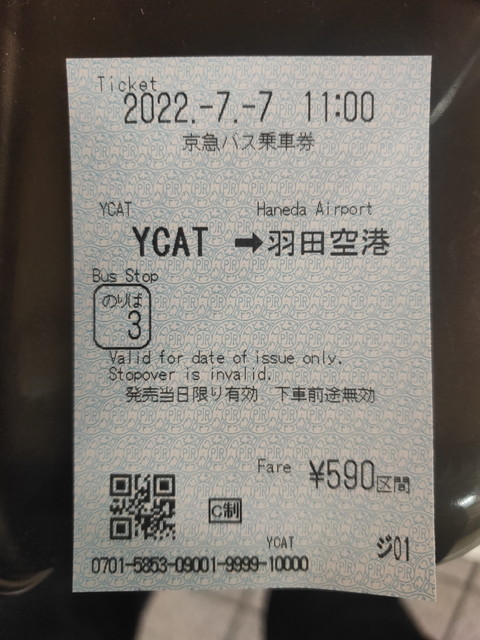 Ticket
2022.-7.-7 11:00
京急バス乗車券
YCAT Haneda Airport
YCAT ➡羽田空港
Bus Stop
のりば
3
Valid for date of issue only.
Stopover is invalid.
発売当日限り有効 下車前途無効
Fare ¥590区間
C制
YCAT ジ01
0701-5853-09001-9999-10000